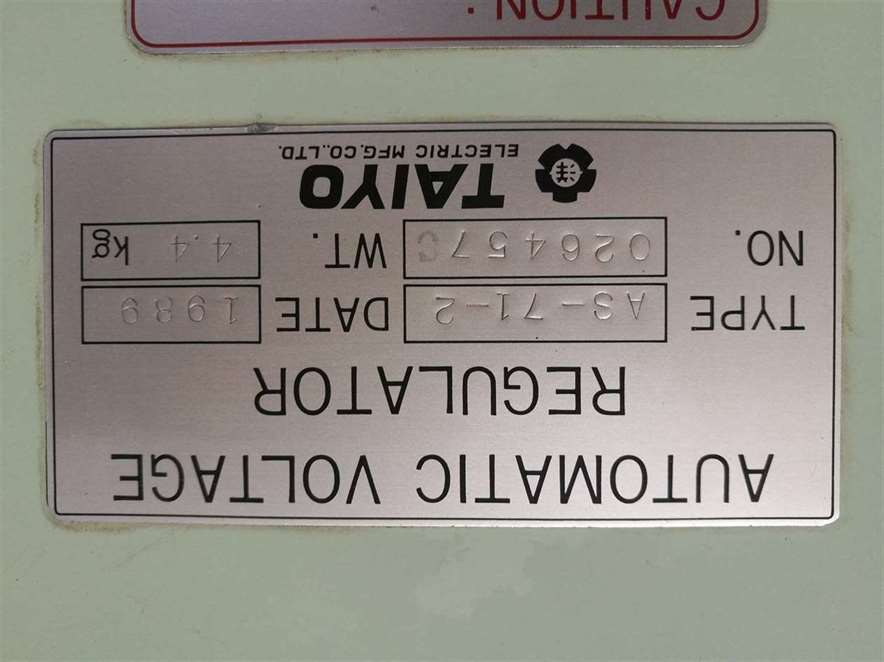 AUTOMATIC VOLTAGE
REGULATOR
TYPE AS-71-2 DATE 1989
NO. 026457C WT. 4.4 kg
TAIYO
ELECTRIC MFG.CO.,LTD.
CAUTION :